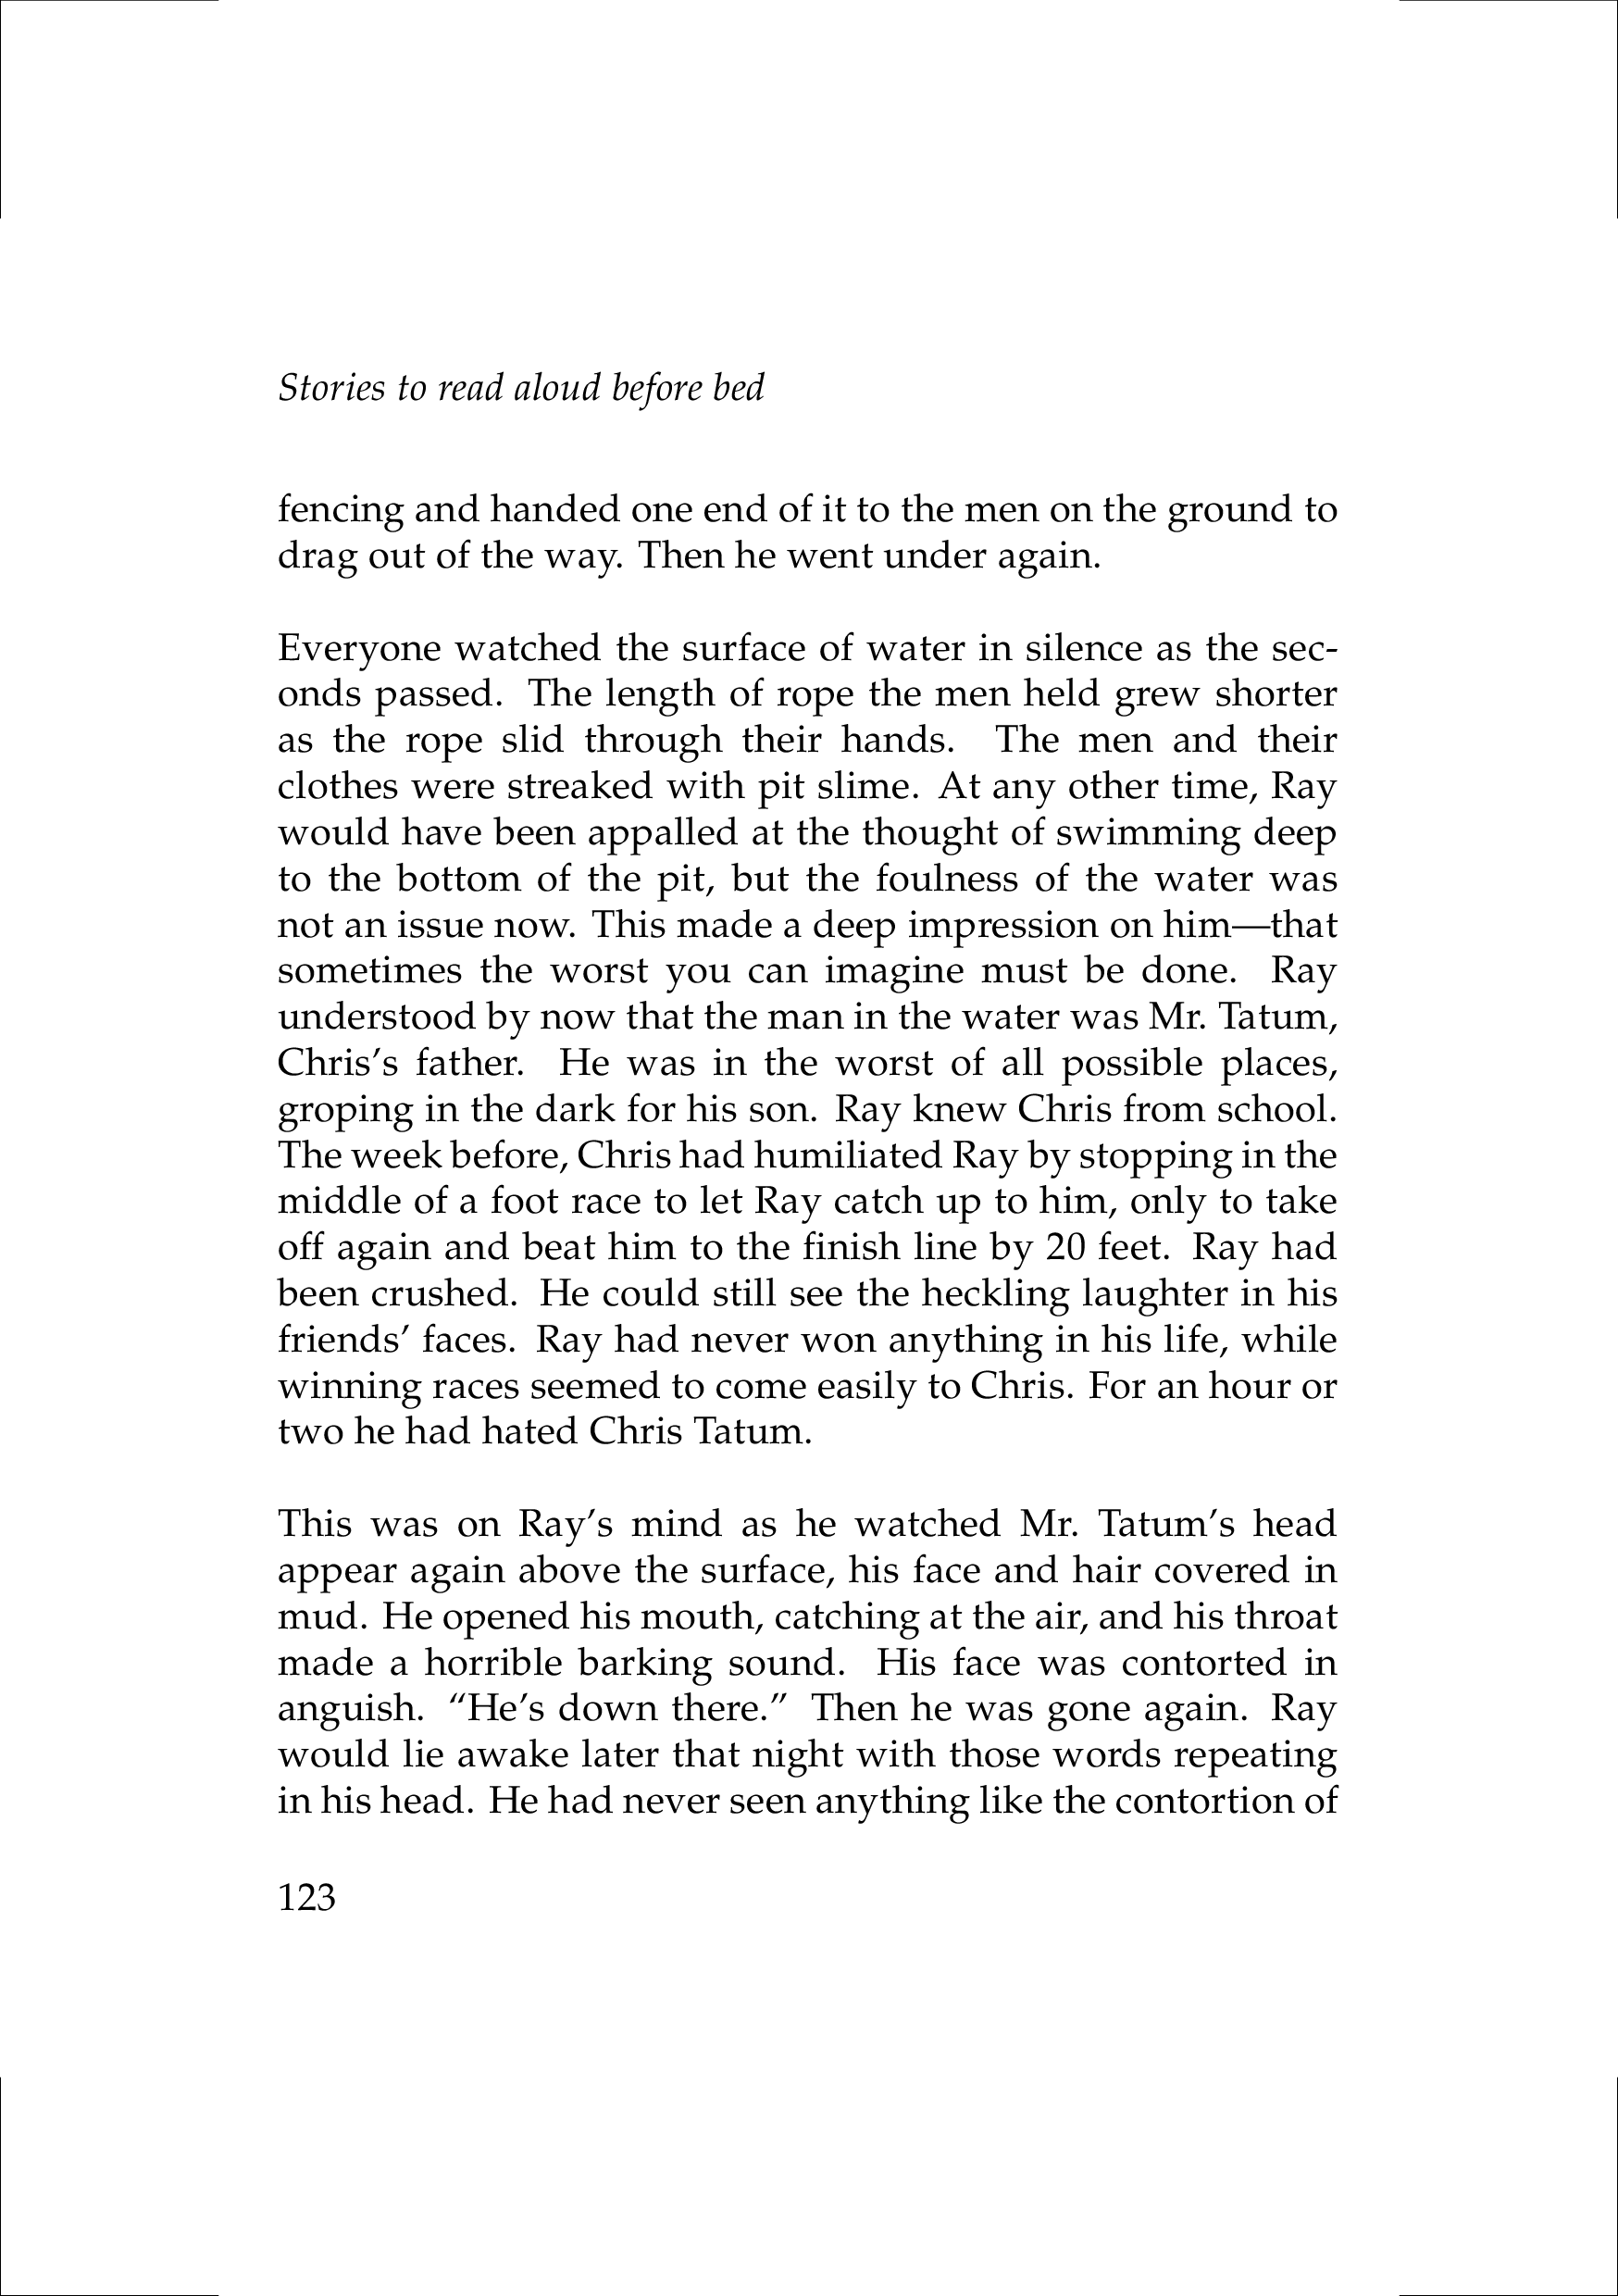 Stories to read aloud before bed
fencing and handed one end of it to the men on the ground to
drag out of the way. Then he went under again.
Everyone watched the surface of water in silence as the sec-
onds passed. The length of rope the men held grew shorter
as the rope slid through their hands. The men and their
clothes were streaked with pit slime. At any other time, Ray
would have been appalled at the thought of swimming deep
to the bottom of the pit, but the foulness of the water was
not an issue now. This made a deep impression on him—that
sometimes the worst you can imagine must be done. Ray
understood by now that the man in the water was Mr. Tatum,
Chris’s father. He was in the worst of all possible places,
groping in the dark for his son. Ray knew Chris from school.
The week before, Chris had humiliated Ray by stopping in the
middle of a foot race to let Ray catch up to him, only to take
off again and beat him to the finish line by 20 feet. Ray had
been crushed. He could still see the heckling laughter in his
friends’ faces. Ray had never won anything in his life, while
winning races seemed to come easily to Chris. For an hour or
two he had hated Chris Tatum.
This was on Ray’s mind as he watched Mr. Tatum’s head
appear again above the surface, his face and hair covered in
mud. He opened his mouth, catching at the air, and his throat
made a horrible barking sound. His face was contorted in
anguish. “He’s down there.” Then he was gone again. Ray
would lie awake later that night with those words repeating
in his head. He had never seen anything like the contortion of
123